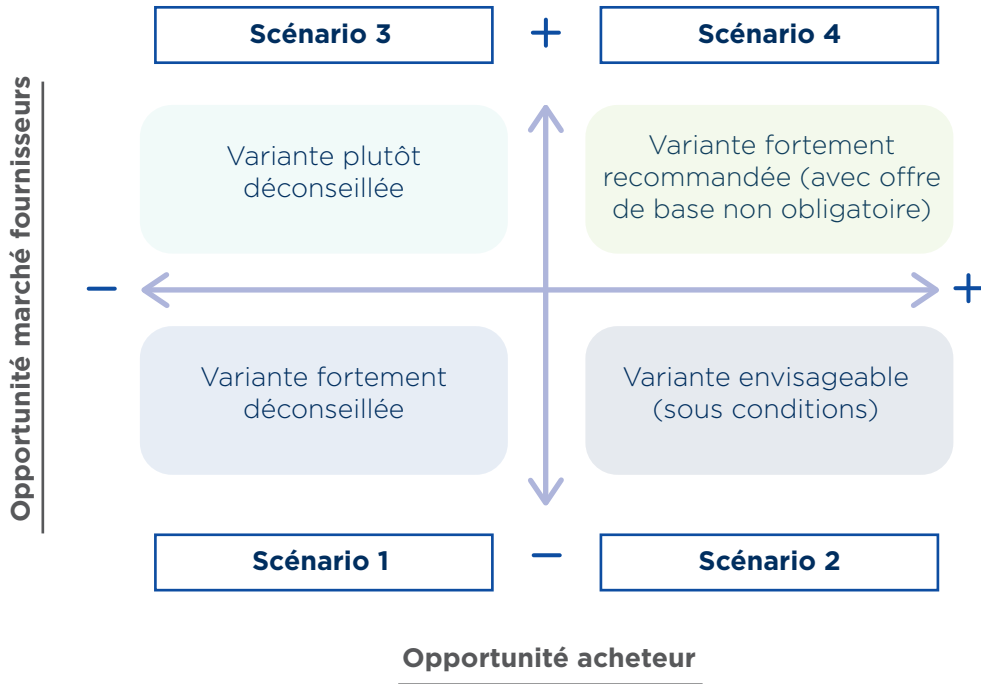 Scénario 3
+
Scénario 4
Opportunité marché fournisseurs
Variante plutôt
déconseillée
Variante fortement
recommandée (avec offre
de base non obligatoire)
−
+
Variante fortement
déconseillée
Variante envisageable
(sous conditions)
Scénario 1
−
Scénario 2
Opportunité acheteur